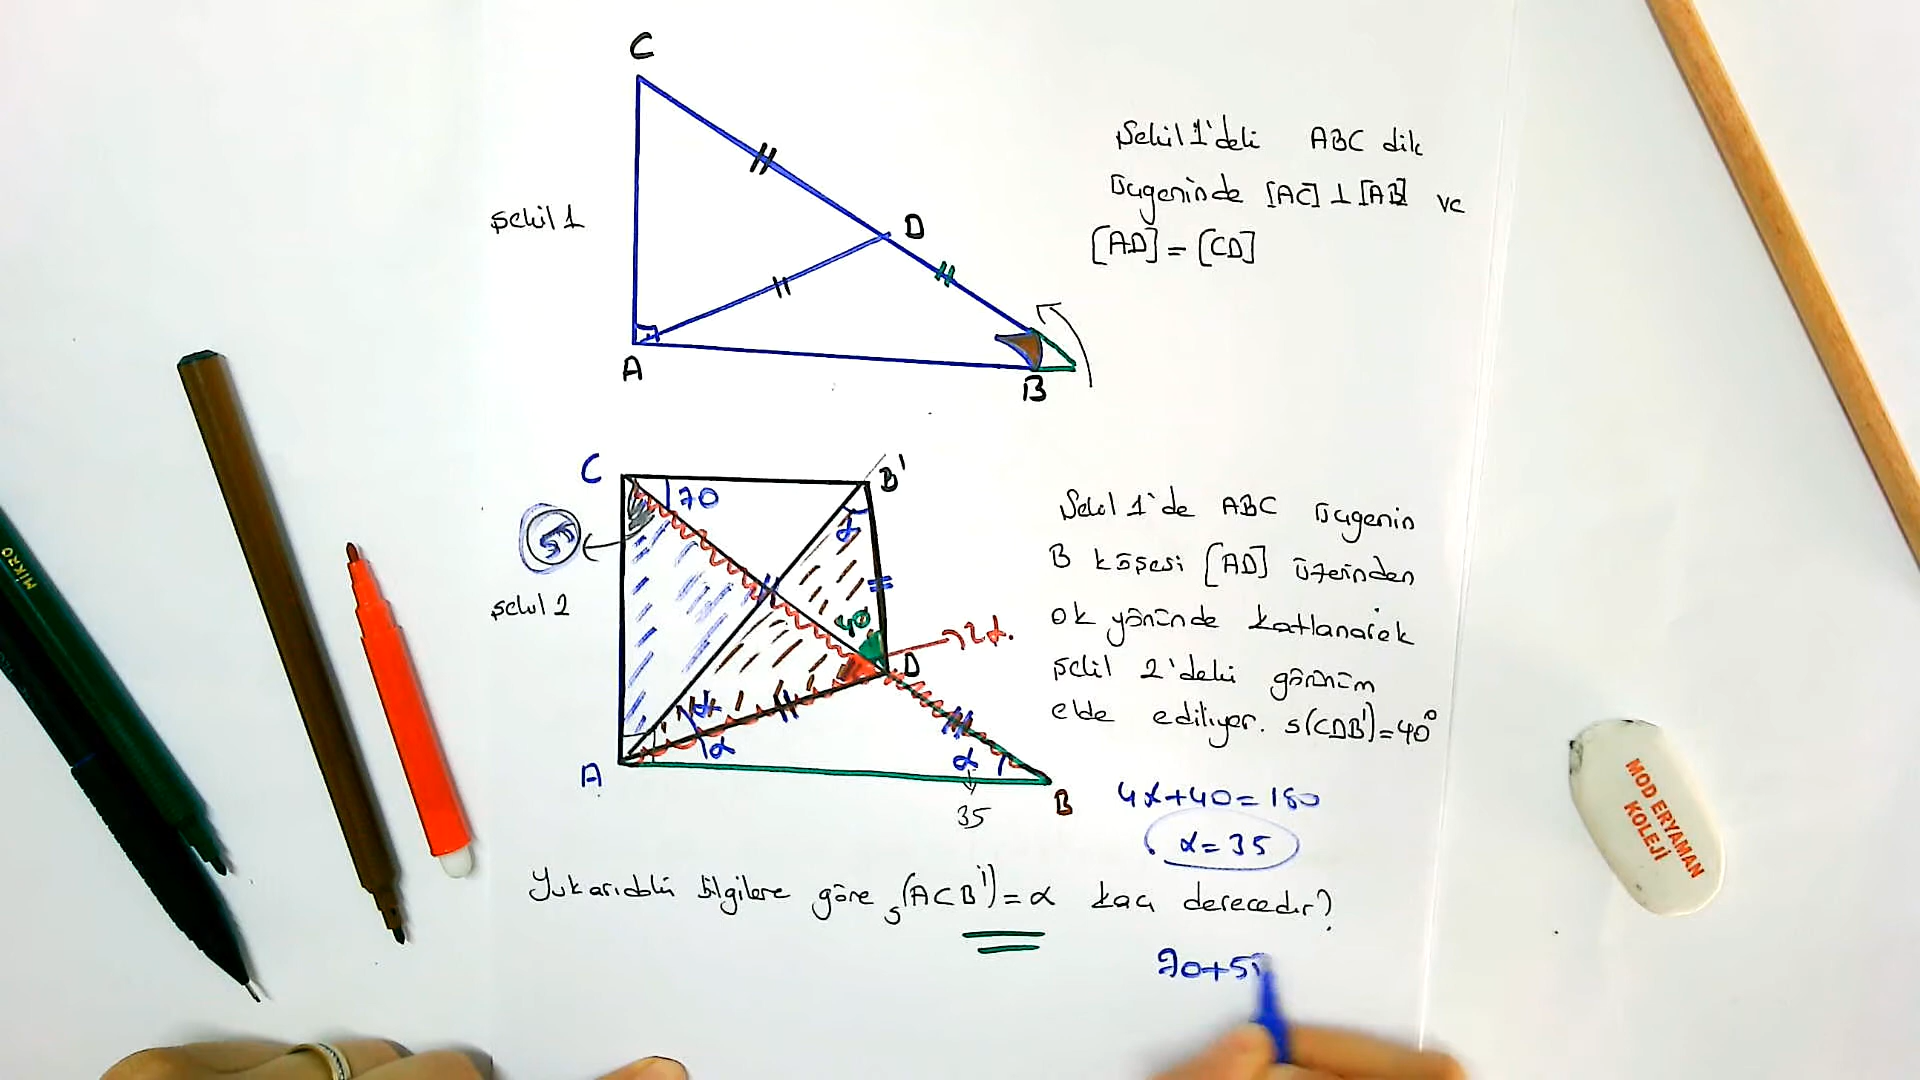 C
Şekil 1'deki ABC dik
üçgeninde [AC] ⊥ [AB] ve
[AD] = [CD]
Şekil 1
D
A
B
C
70
B'
α
55
Şekil 2
40
2α.
D
α
α
α
A
35
B
Şekil 1'de ABC üçgenin
B köşesi [AD] üzerinden
ok yönünde katlanarak
şekil 2'deki görünüm
elde ediliyor. s(CDB')=40°
4α+40=180
α=35
Yukarıdaki bilgilere göre s(ACB')=α kaç derecedir?
70+5
MİKRO
MOD ERYAMAN
KOLEJİ